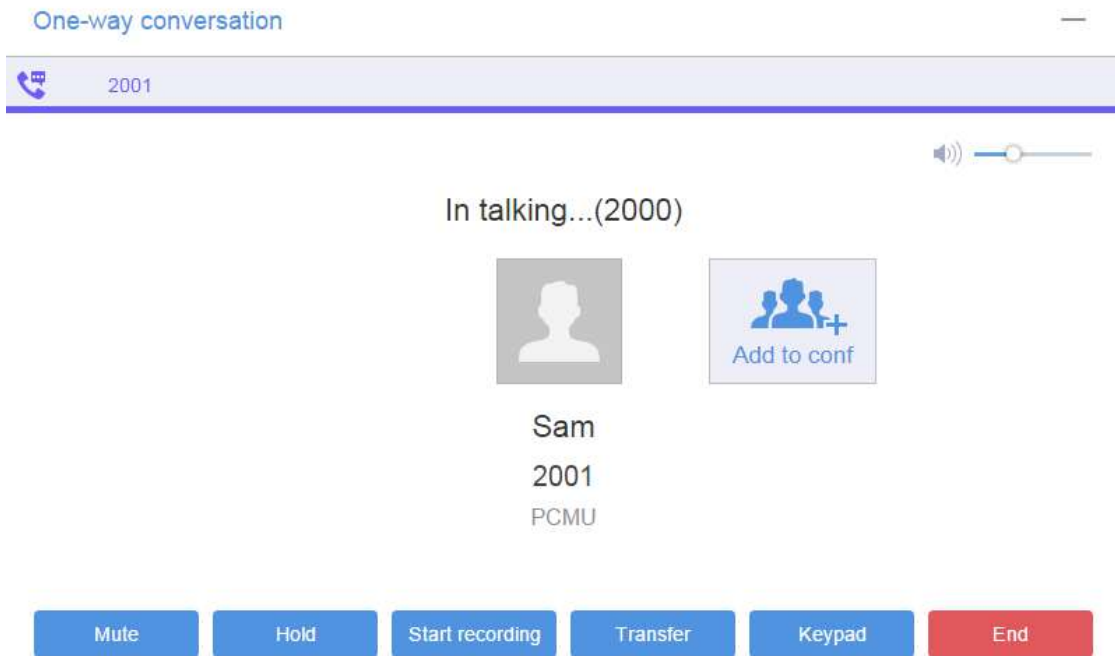 One-way conversation
2001
In talking...(2000)
Add to conf
Sam
2001
PCMU
Mute Hold Start recording Transfer Keypad End